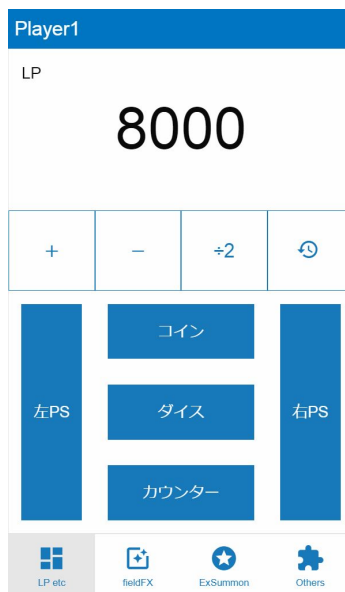 Player1
LP
8000
+
−
÷2
コイン
左PS
ダイス
右PS
カウンター
LP etc
fieldFX
ExSummon
Others